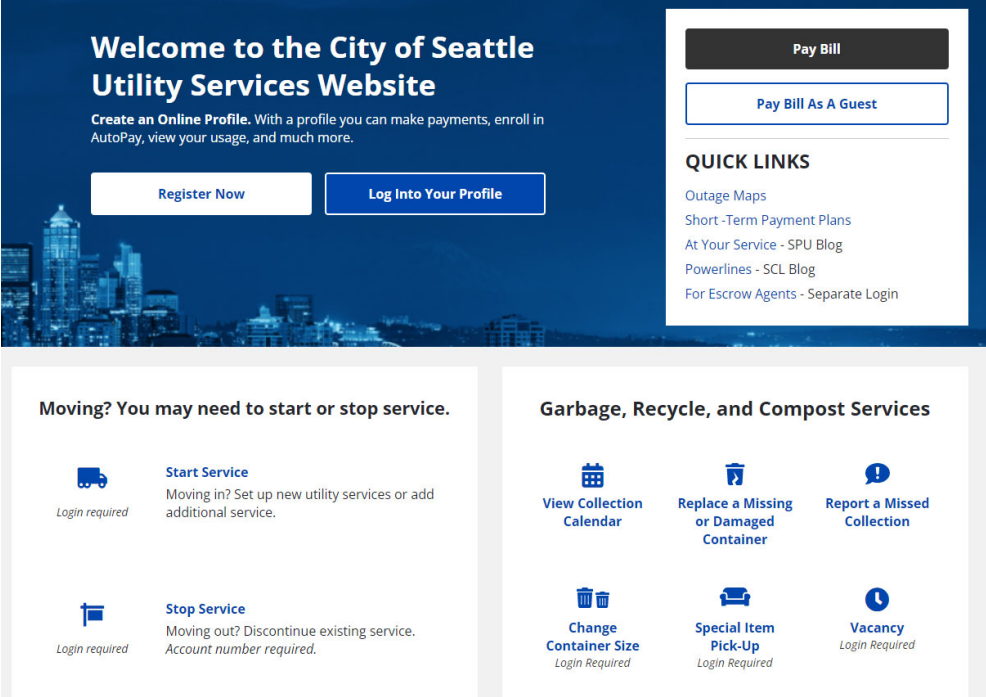 Welcome to the City of Seattle
Utility Services Website
Create an Online Profile. With a profile you can make payments, enroll in
AutoPay, view your usage, and much more.
Register Now
Log Into Your Profile
Pay Bill
Pay Bill As A Guest
QUICK LINKS
Outage Maps
Short -Term Payment Plans
At Your Service - SPU Blog
Powerlines - SCL Blog
For Escrow Agents - Separate Login
Moving? You may need to start or stop service.
Start Service
Moving in? Set up new utility services or add
additional service.
Login required
Stop Service
Moving out? Discontinue existing service.
Account number required.
Login required
Garbage, Recycle, and Compost Services
View Collection
Calendar
Replace a Missing
or Damaged
Container
Report a Missed
Collection
Change
Container Size
Login Required
Special Item
Pick-Up
Login Required
Vacancy
Login Required